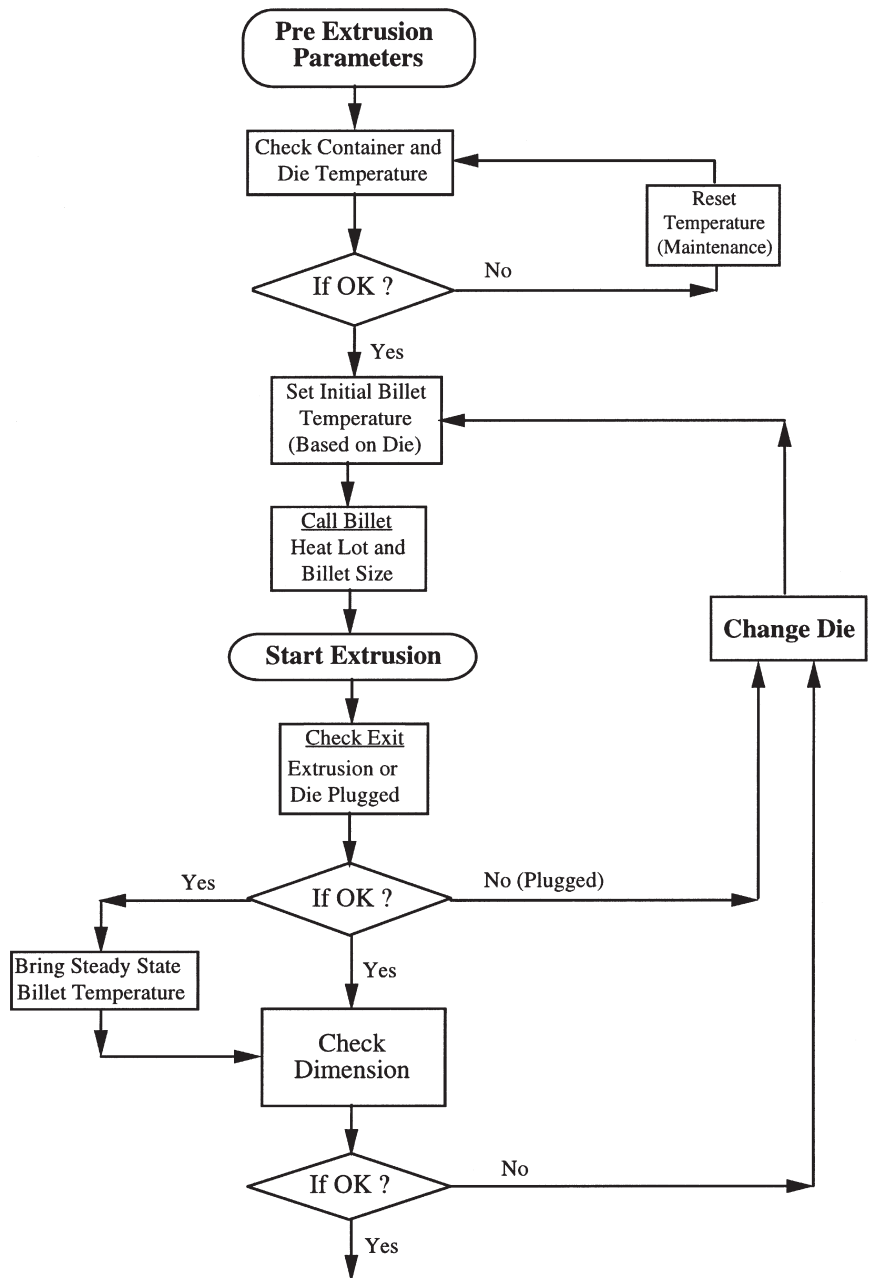 Pre Extrusion
Parameters
Check Container and
Die Temperature
Reset
Temperature
(Maintenance)
If OK ?
No
Yes
Set Initial Billet
Temperature
(Based on Die)
Call Billet
Heat Lot and
Billet Size
Change Die
Start Extrusion
Check Exit
Extrusion or
Die Plugged
Yes
If OK ?
No (Plugged)
Bring Steady State
Billet Temperature
Yes
Check
Dimension
If OK ?
No
Yes